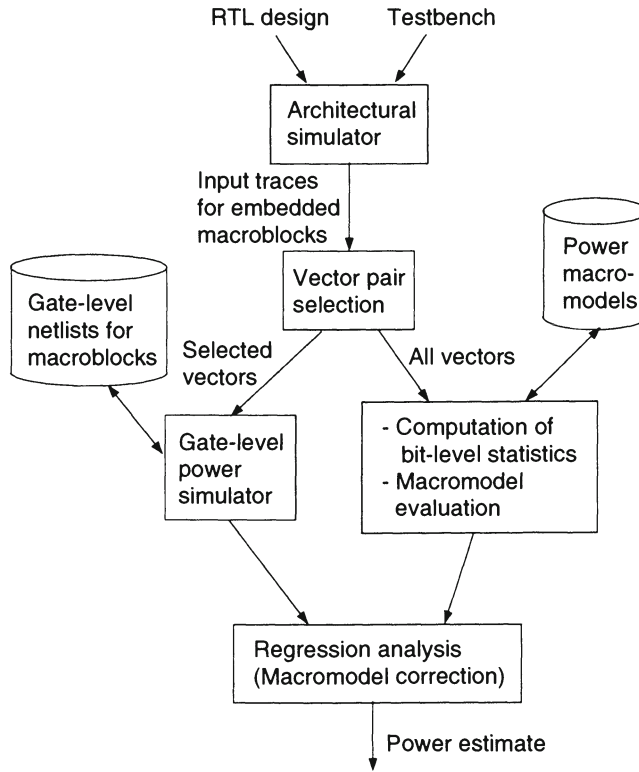 RTL design
Testbench
Architectural
simulator
Input traces
for embedded
macroblocks
Power
macro-
models
Vector pair
selection
Gate-level
netlists for
macroblocks
Selected
vectors
All vectors
Gate-level
power
simulator
- Computation of
bit-level statistics
- Macromodel
evaluation
Regression analysis
(Macromodel correction)
Power estimate